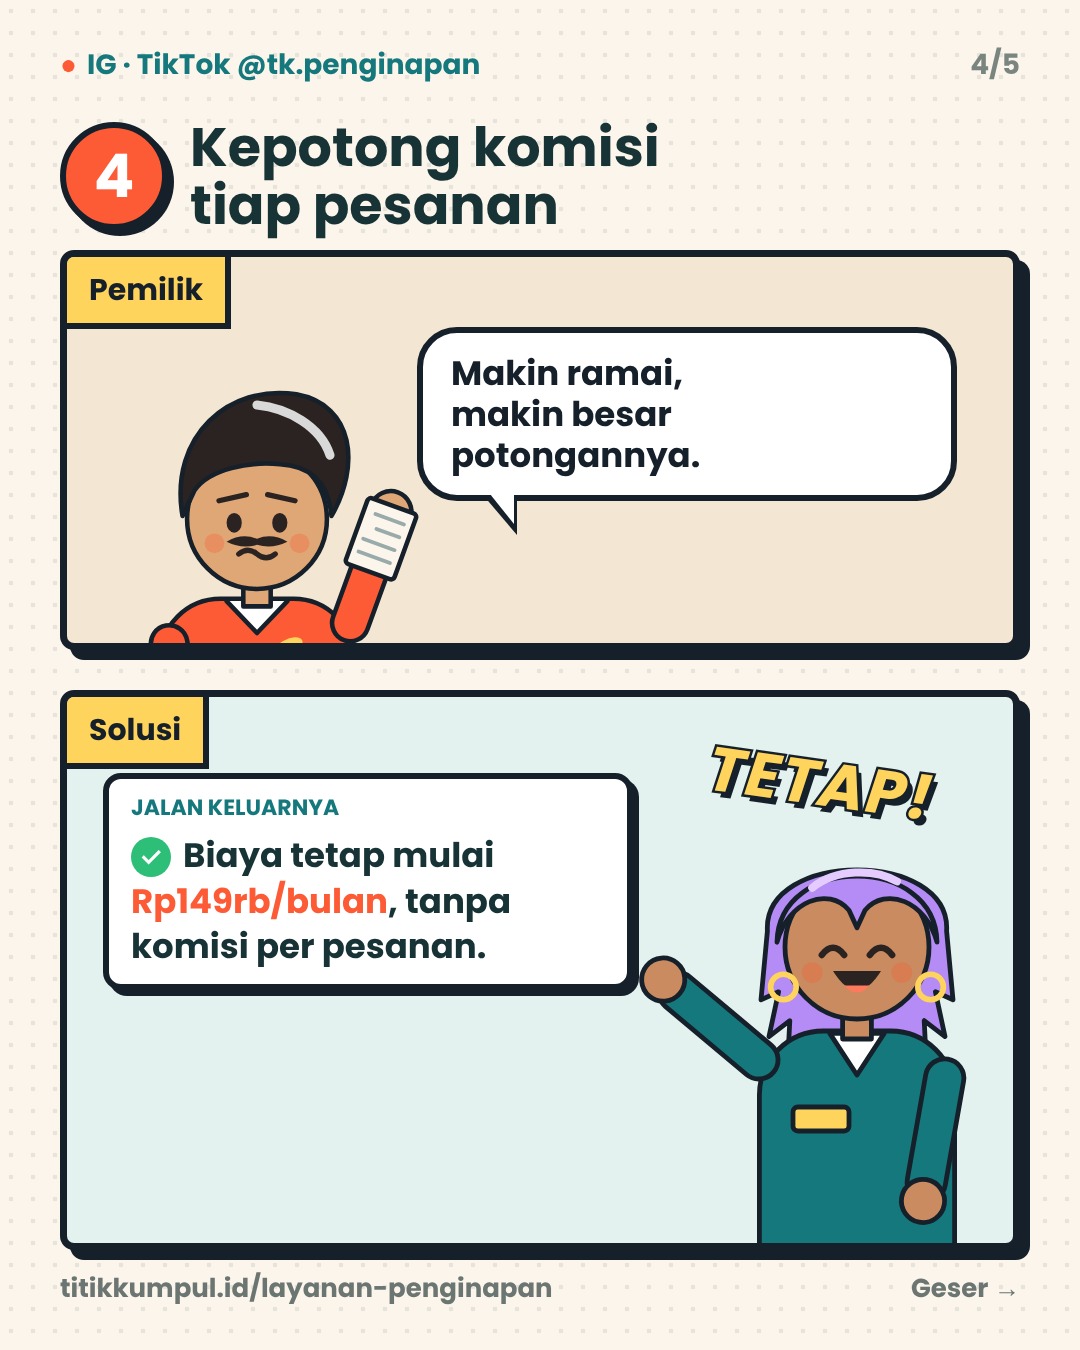 IG · TikTok @tk.penginapan
4/5
4
Kepotong komisi
tiap pesanan
Pemilik
Makin ramai,
makin besar
potongannya.
Solusi
TETAP!
JALAN KELUARNYA
Biaya tetap mulai
Rp149rb/bulan, tanpa
komisi per pesanan.
titikkumpul.id/layanan-penginapan
Geser →